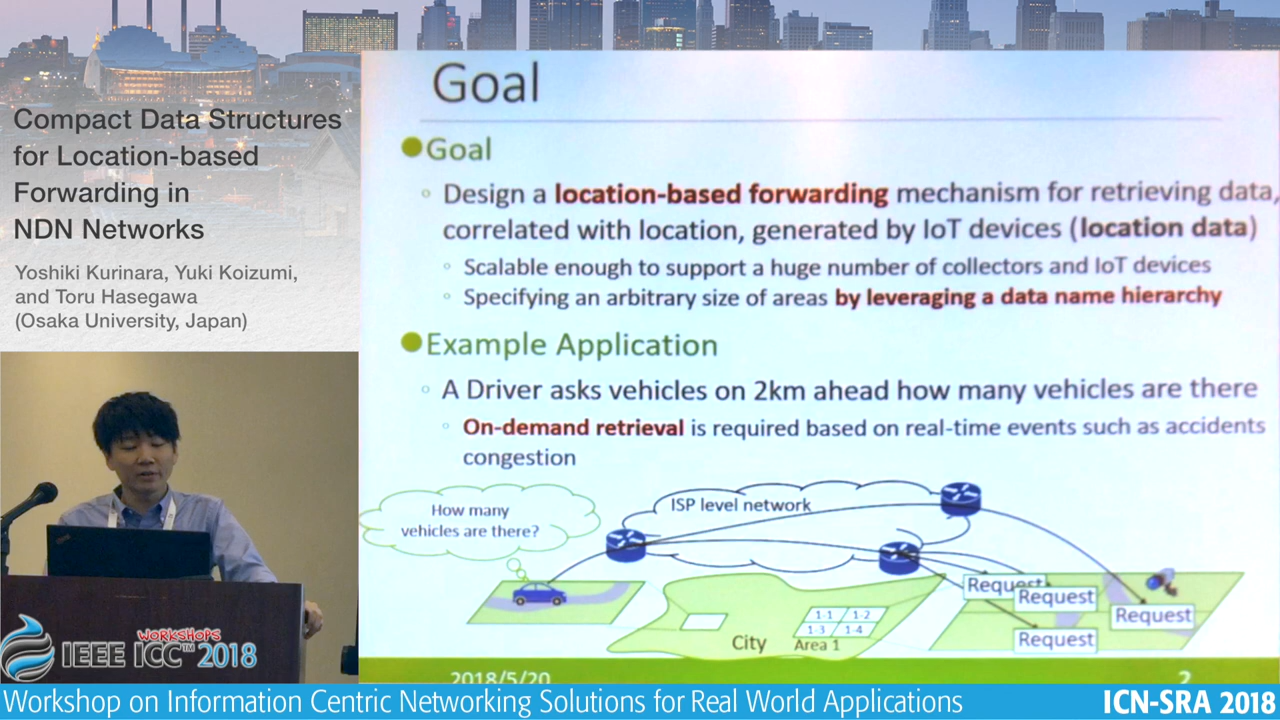 Compact Data Structures
for Location-based
Forwarding in
NDN Networks
Yoshiki Kurinara, Yuki Koizumi,
and Toru Hasegawa
(Osaka University, Japan)
Goal
Goal
Design a location-based forwarding mechanism for retrieving data,
correlated with location, generated by IoT devices (location data)
Scalable enough to support a huge number of collectors and IoT devices
Specifying an arbitrary size of areas by leveraging a data name hierarchy
Example Application
A Driver asks vehicles on 2km ahead how many vehicles are there
On-demand retrieval is required based on real-time events such as accidents
congestion
How many
vehicles are there?
ISP level network
Request
Request
Request
Request
1-1 1-2
1-3 1-4
City
Area 1
2018/5/20
2
WORKSHOPS
IEEE ICC™ 2018
Workshop on Information Centric Networking Solutions for Real World Applications
ICN-SRA 2018